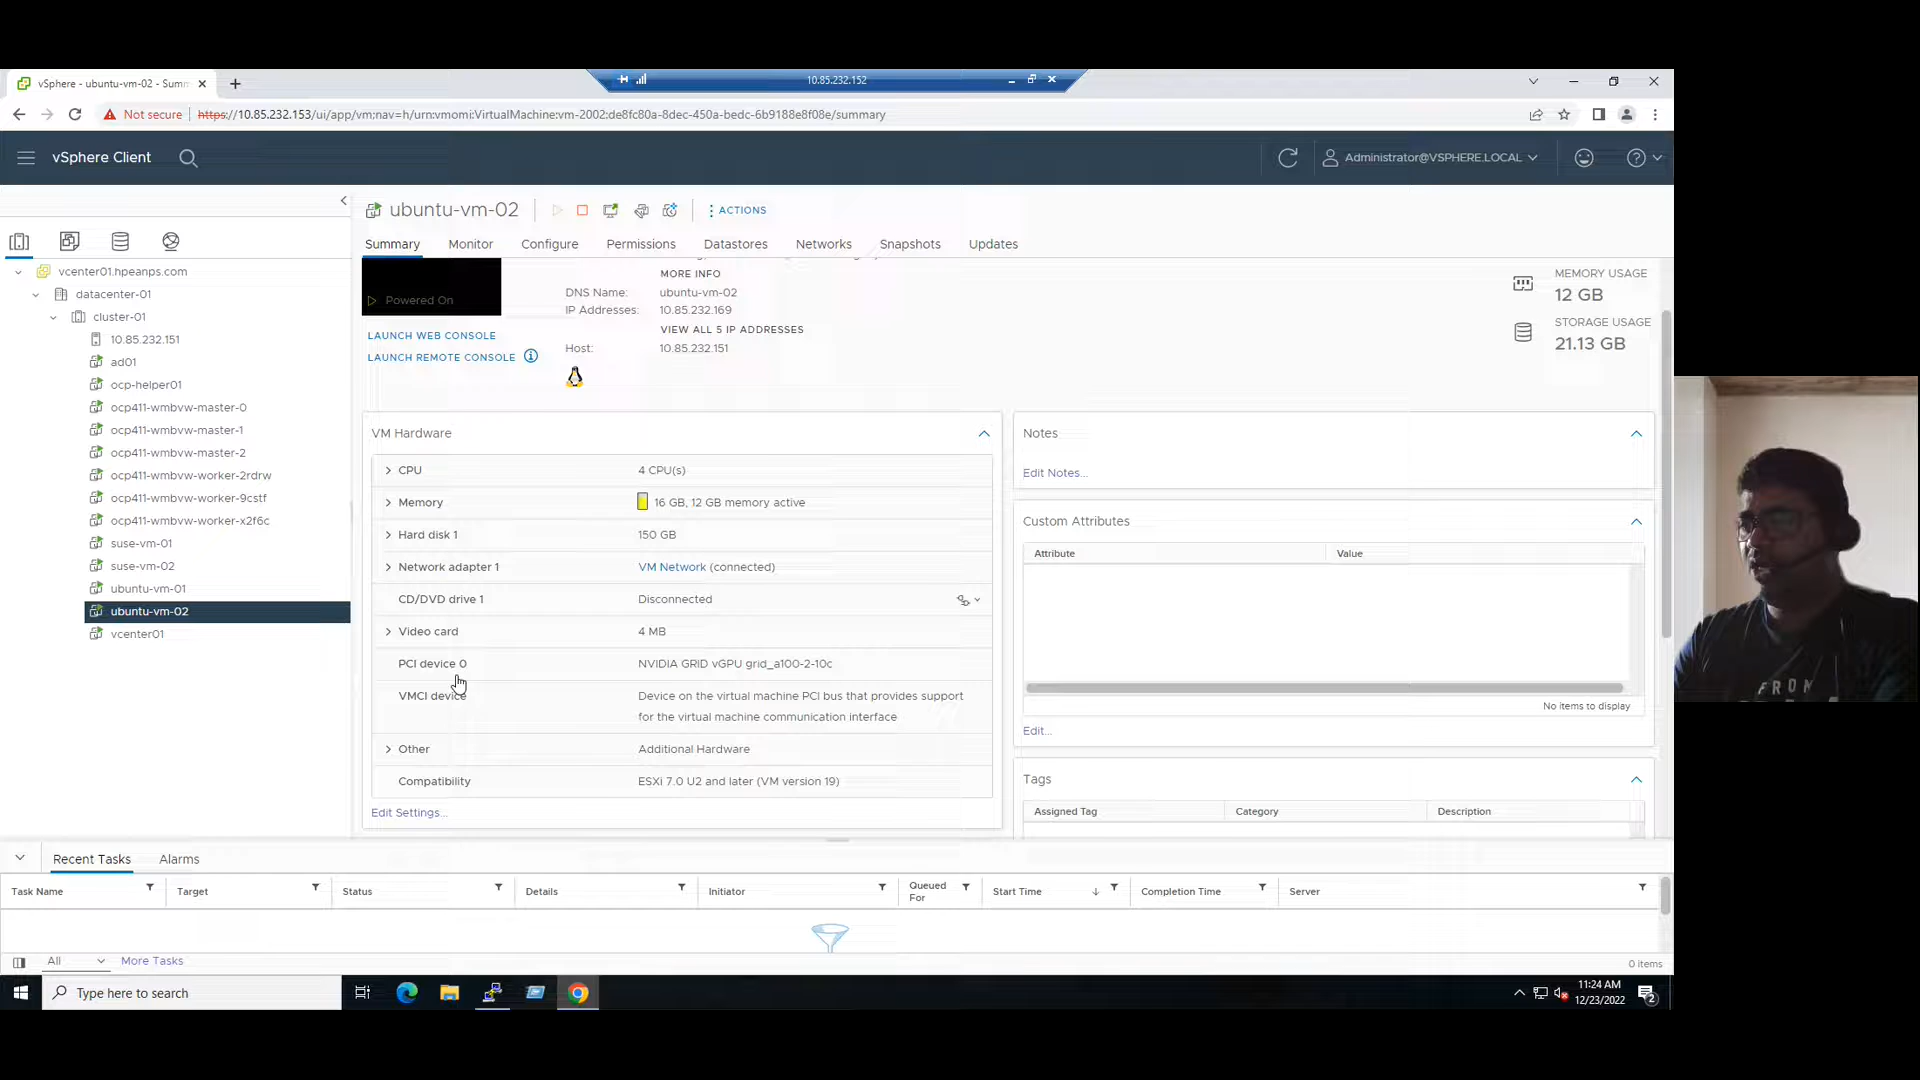 vSphere - ubuntu-vm-02 - Summ
10.85.232.152
Not secure
https://10.85.232.153/ui/app/vm;nav=h/urn:vmomi:VirtualMachine:vm-2002:de8fc80a-8dec-450a-bedc-6b9188e8f08e/summary
vSphere Client
Administrator@VSPHERE.LOCAL
ubuntu-vm-02
ACTIONS
Summary
Monitor
Configure
Permissions
Datastores
Networks
Snapshots
Updates
vcenter01.hpeanps.com
datacenter-01
cluster-01
10.85.232.151
ad01
ocp-helper01
ocp411-wmbvw-master-0
ocp411-wmbvw-master-1
ocp411-wmbvw-master-2
ocp411-wmbvw-worker-2rdrw
ocp411-wmbvw-worker-9cstf
ocp411-wmbvw-worker-x2f6c
suse-vm-01
suse-vm-02
ubuntu-vm-01
ubuntu-vm-02
vcenter01
Powered On
LAUNCH WEB CONSOLE
LAUNCH REMOTE CONSOLE
MORE INFO
DNS Name: ubuntu-vm-02
IP Addresses: 10.85.232.169
VIEW ALL 5 IP ADDRESSES
Host: 10.85.232.151
MEMORY USAGE
12 GB
STORAGE USAGE
21.13 GB
VM Hardware
CPU 4 CPU(s)
Memory 16 GB, 12 GB memory active
Hard disk 1 150 GB
Network adapter 1 VM Network (connected)
CD/DVD drive 1 Disconnected
Video card 4 MB
PCI device 0 NVIDIA GRID vGPU grid_a100-2-10c
VMCI device Device on the virtual machine PCI bus that provides support
for the virtual machine communication interface
Other Additional Hardware
Compatibility ESXi 7.0 U2 and later (VM version 19)
Edit Settings...
Notes
Edit Notes...
Custom Attributes
Attribute Value
No items to display
Edit...
Tags
Assigned Tag Category Description
Recent Tasks Alarms
Task Name Target Status Details Initiator Queued
For Start Time Completion Time Server
All More Tasks
0 items
Type here to search
11:24 AM
12/23/2022
2
FROM